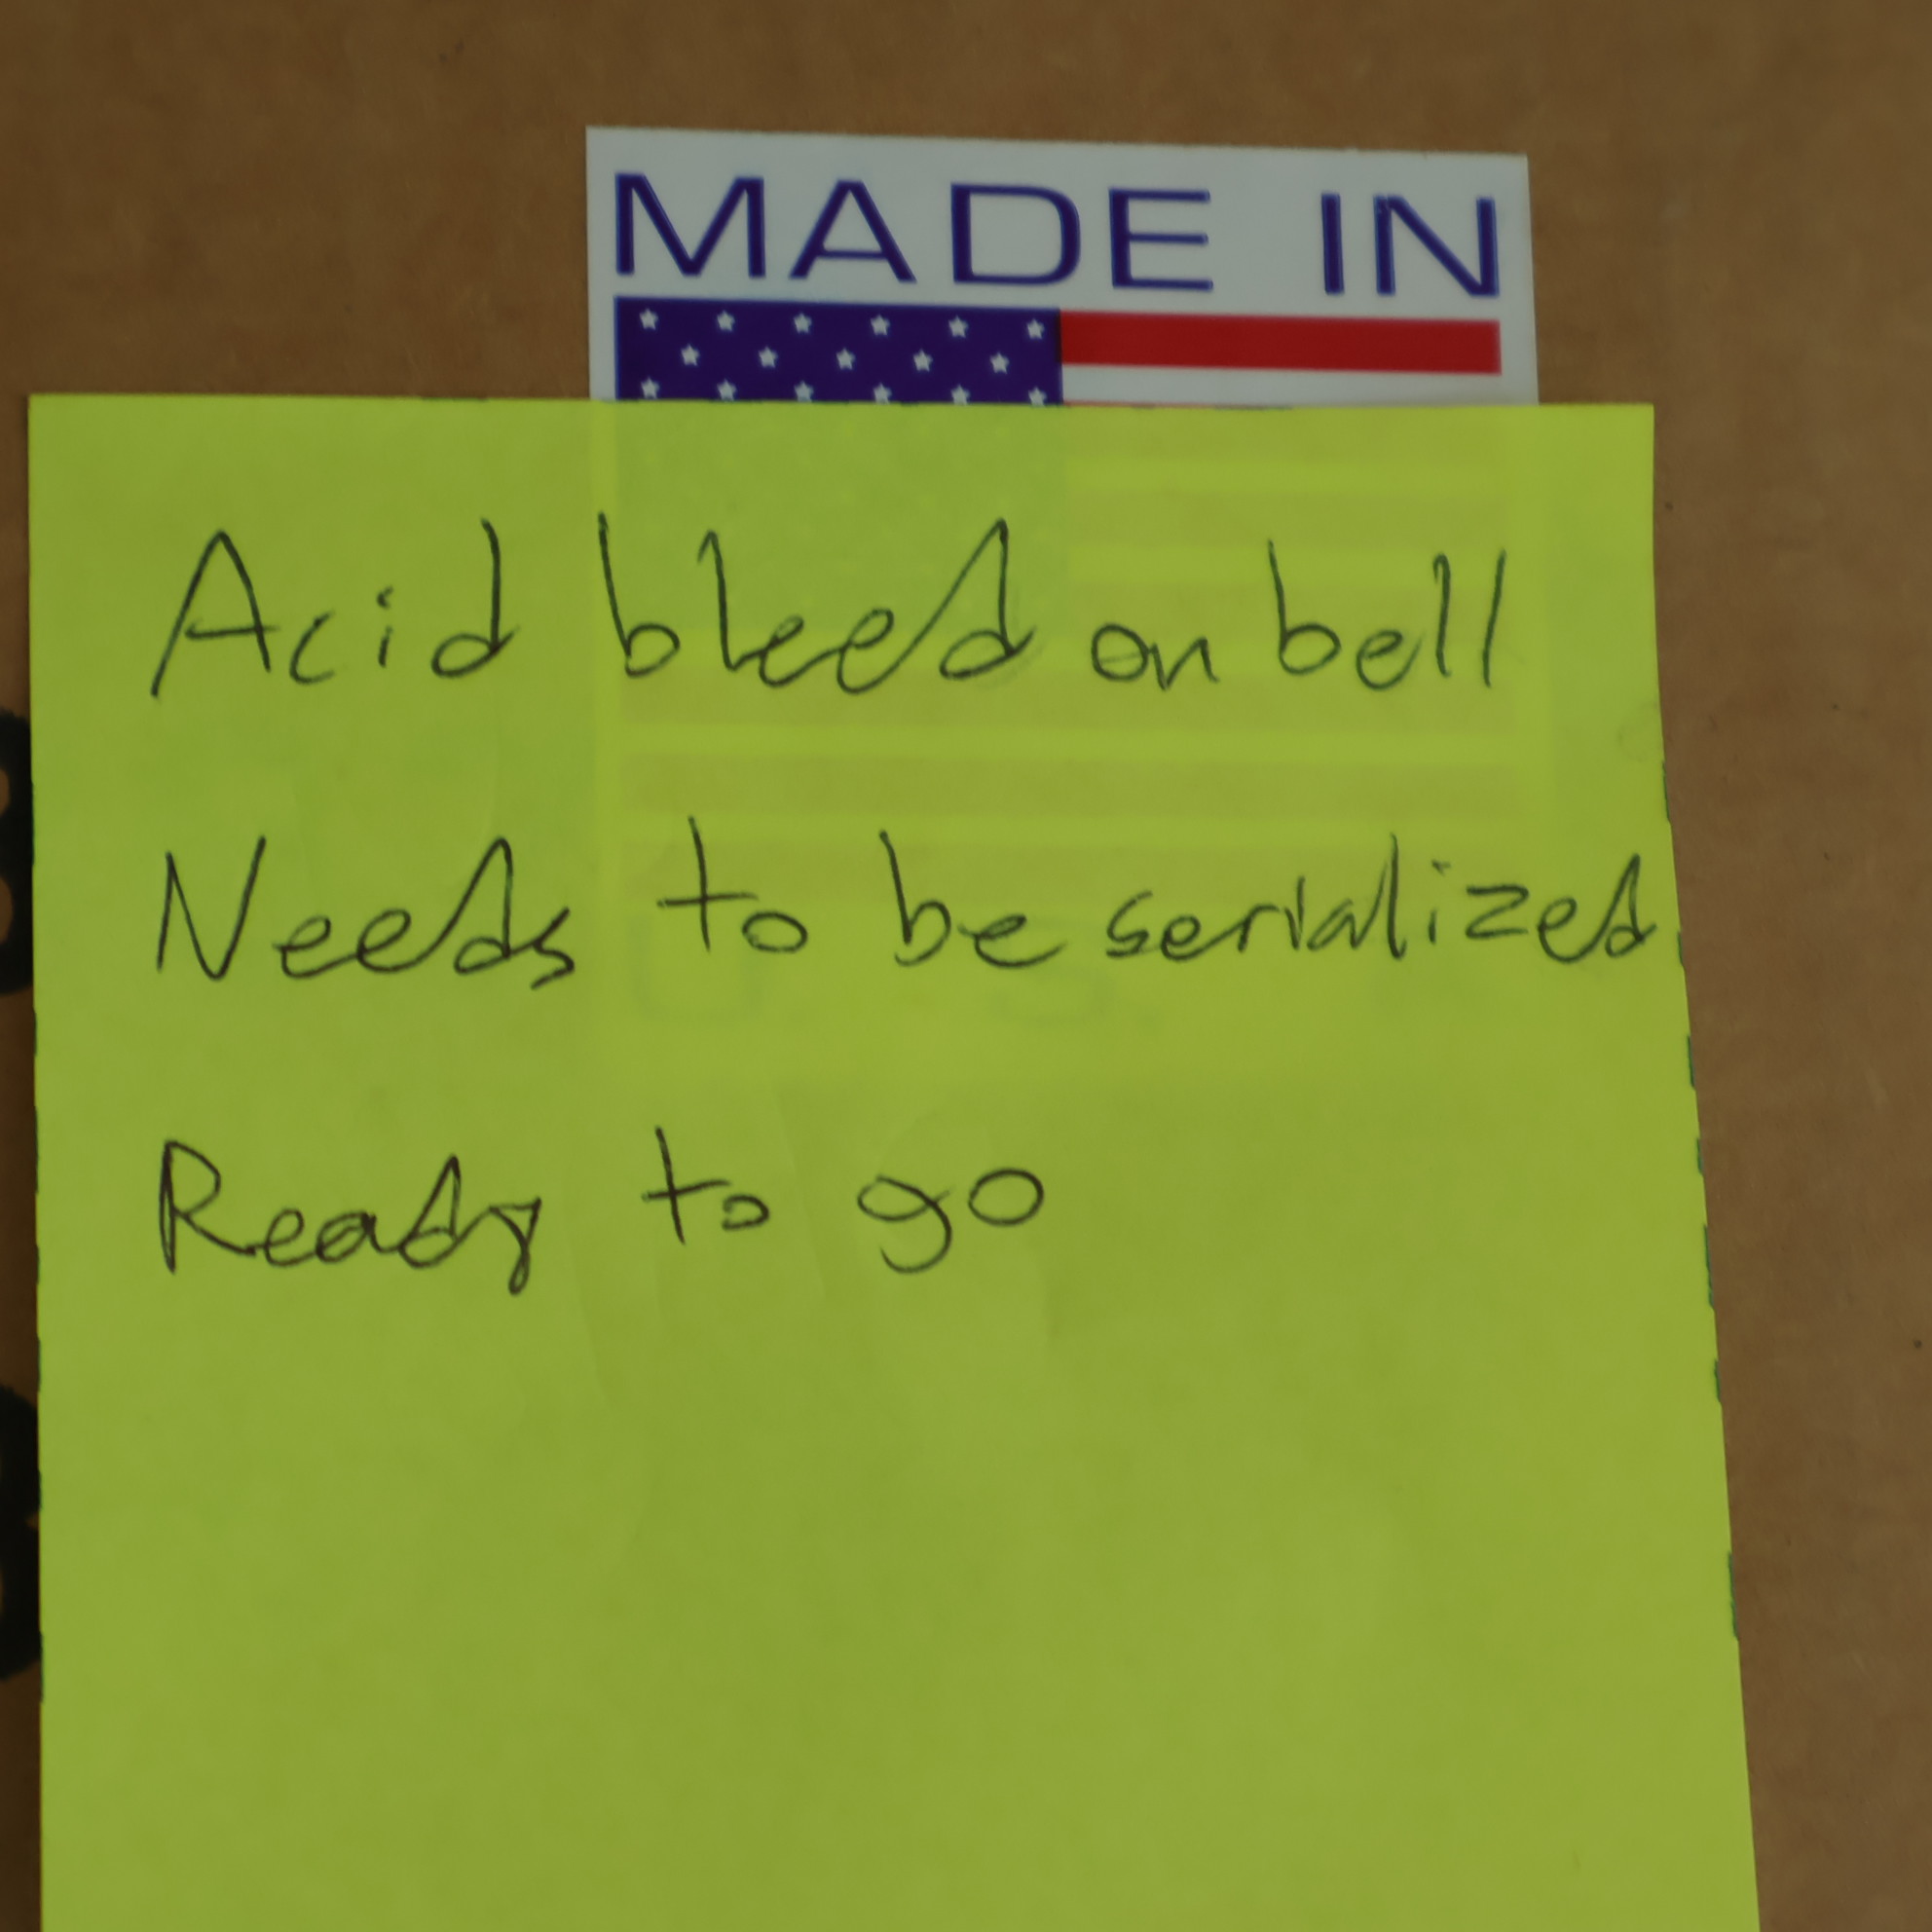 MADE IN
Acid bleed on bell
Needs to be serialized
Ready to go